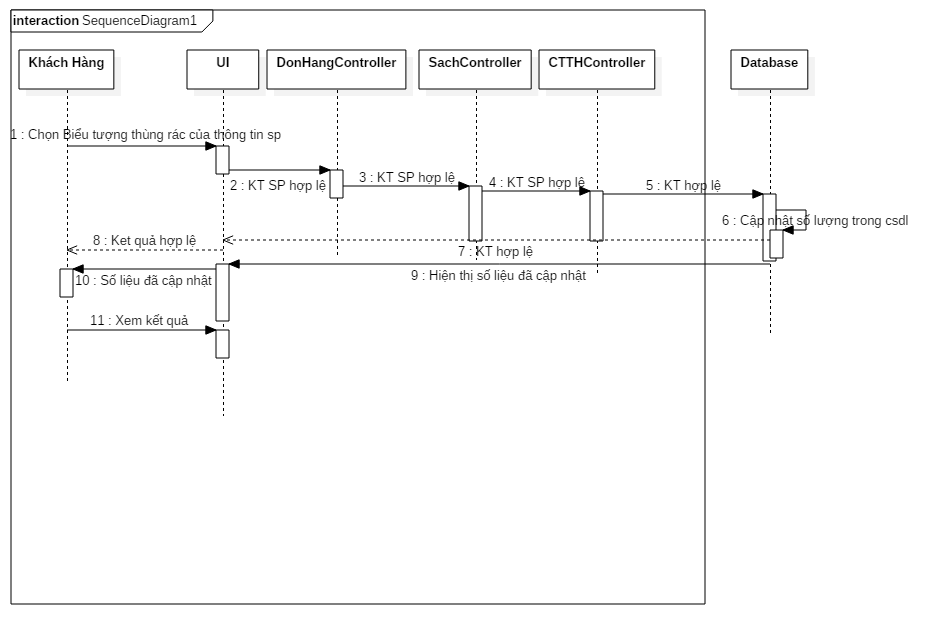 interaction SequenceDiagram1
Khách Hàng
UI
DonHangController
SachController
CTTHController
Database
1 : Chọn Biểu tượng thùng rác của thông tin sp
2 : KT SP hợp lệ
3 : KT SP hợp lệ
4 : KT SP hợp lệ
5 : KT hợp lệ
6 : Cập nhật số lượng trong csdl
7 : KT hợp lệ
8 : Ket quả hợp lệ
9 : Hiện thị số liệu đã cập nhật
10 : Số liệu đã cập nhật
11 : Xem kết quả